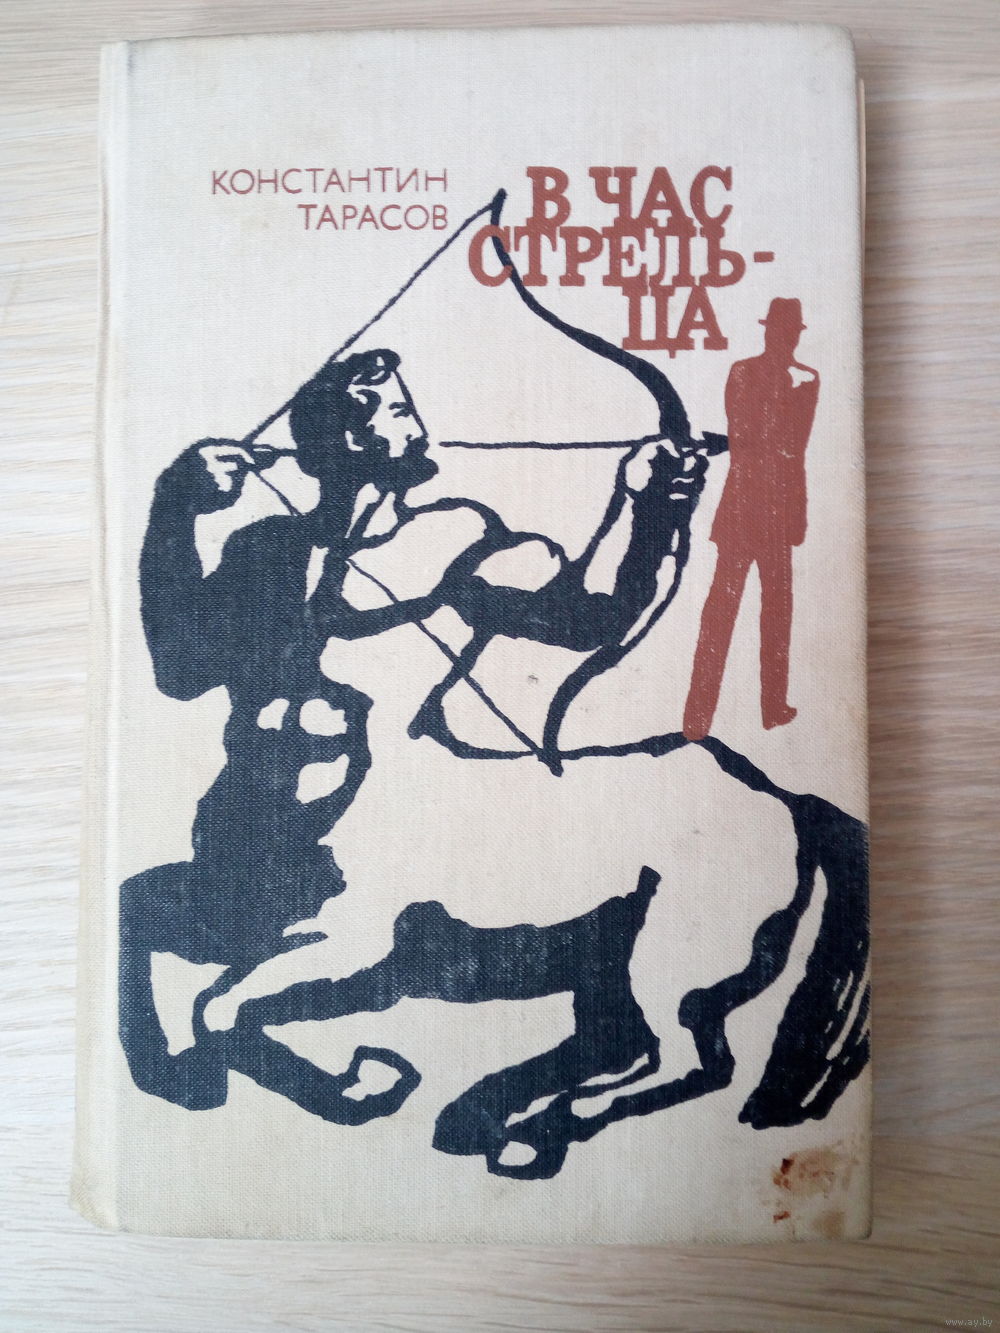 КОНСТАНТИН
ТАРАСОВ
В ЧАС
СТРЕЛЬ-
ЦА
www.ay.by